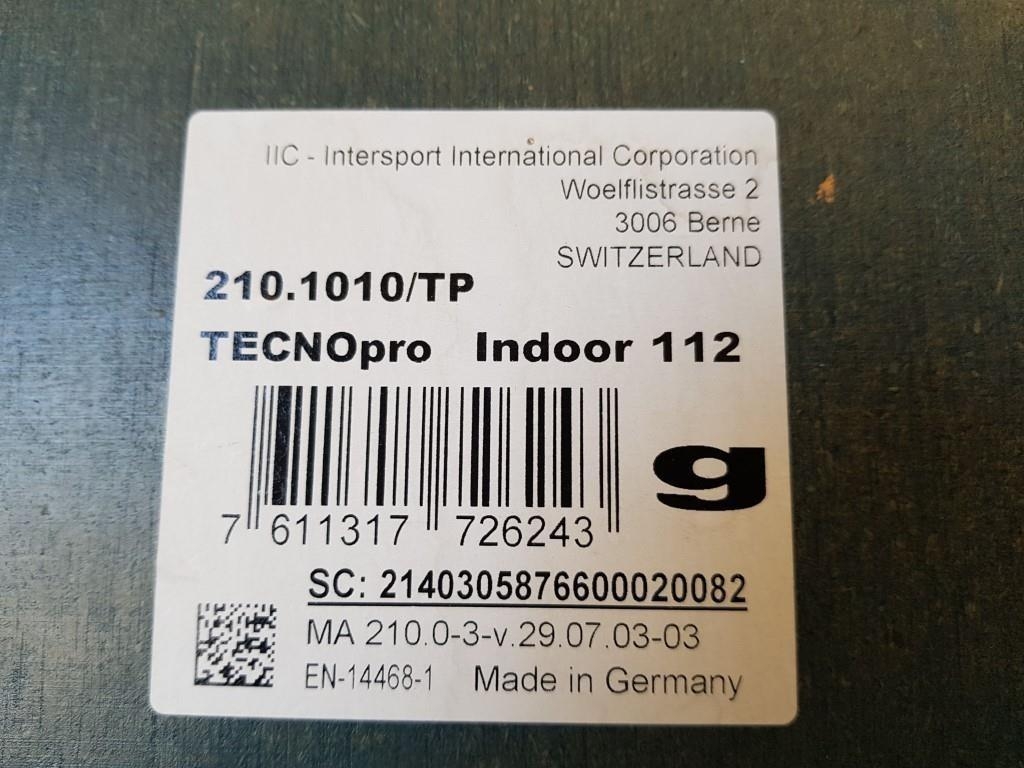 IIC - Intersport International Corporation
Woelflistrasse 2
3006 Berne
SWITZERLAND
210.1010/TP
TECNOpro Indoor 112
g
7 611317 726243
SC: 2140305876600020082
MA 210.0-3-v.29.07.03-03
EN-14468-1 Made in Germany